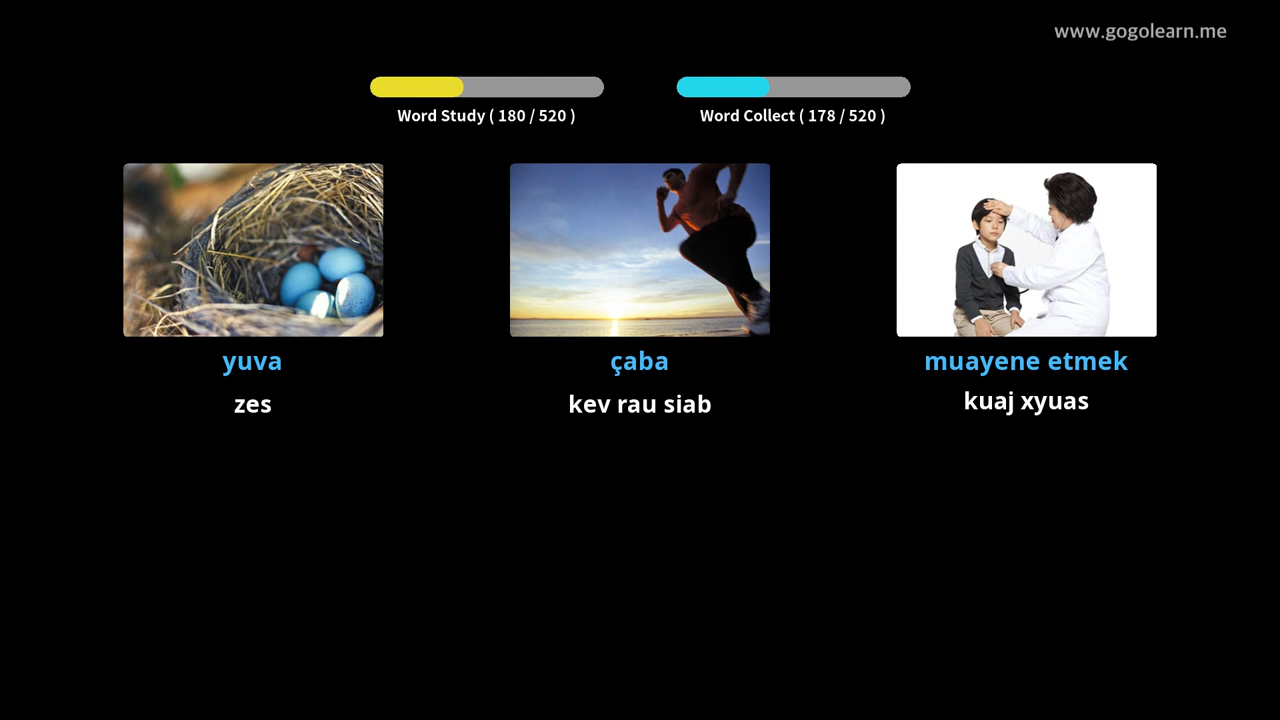 www.gogolearn.me
Word Study ( 180 / 520 )
Word Collect ( 178 / 520 )
yuva
zes
çaba
kev rau siab
muayene etmek
kuaj xyuas